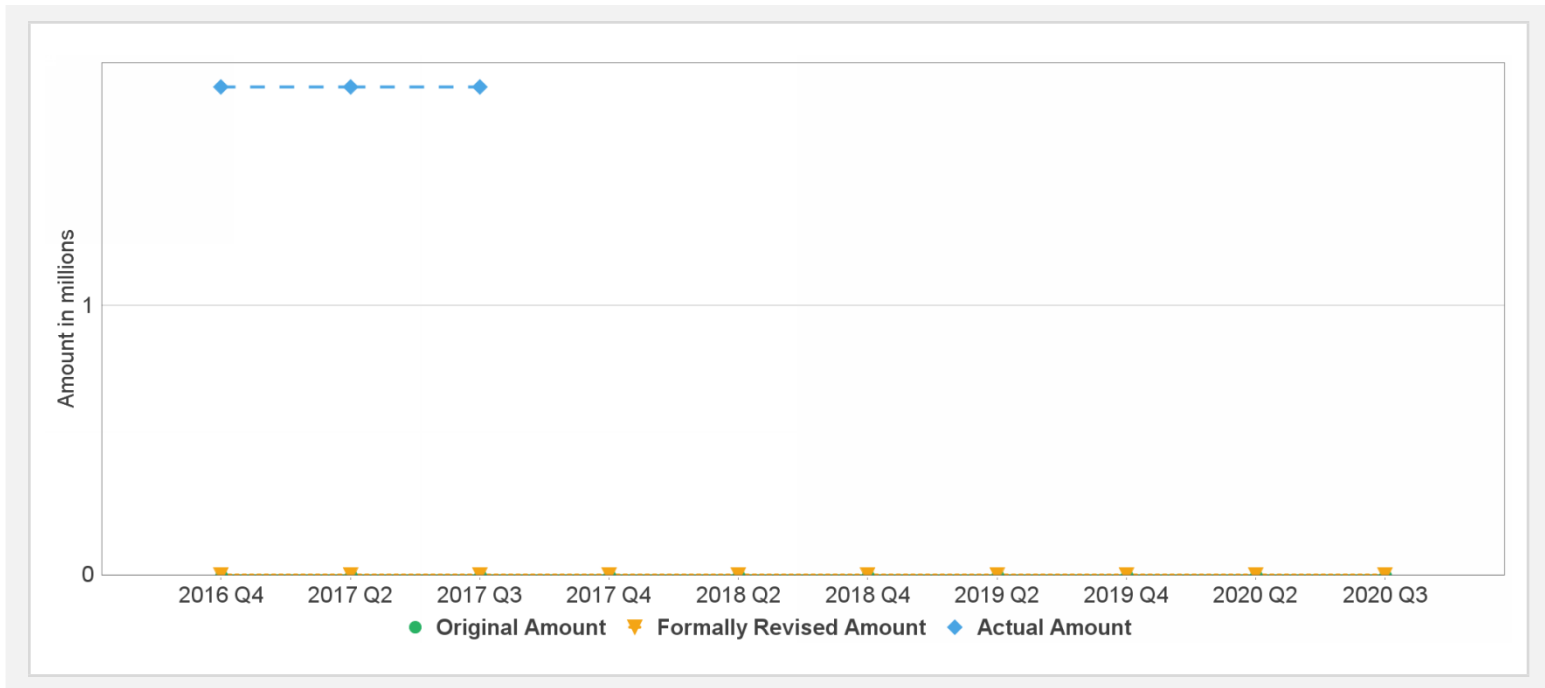 Amount in millions
1
0
2016 Q4 2017 Q2 2017 Q3 2017 Q4 2018 Q2 2018 Q4 2019 Q2 2019 Q4 2020 Q2 2020 Q3
Original Amount Formally Revised Amount Actual Amount